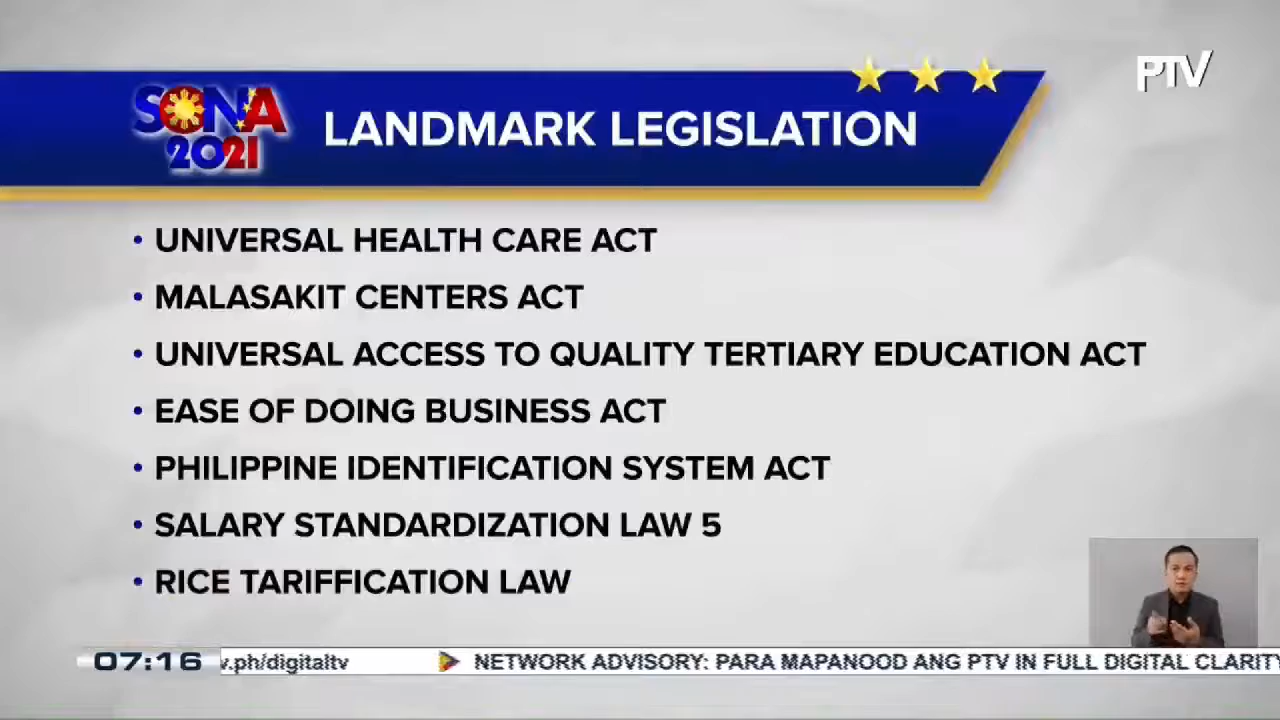 PTV
SONA
2021
LANDMARK LEGISLATION
• UNIVERSAL HEALTH CARE ACT
• MALASAKIT CENTERS ACT
• UNIVERSAL ACCESS TO QUALITY TERTIARY EDUCATION ACT
• EASE OF DOING BUSINESS ACT
• PHILIPPINE IDENTIFICATION SYSTEM ACT
• SALARY STANDARDIZATION LAW 5
• RICE TARIFFICATION LAW
07:16 v.ph/digitaltv NETWORK ADVISORY: PARA MAPANOOD ANG PTV IN FULL DIGITAL CLARITY